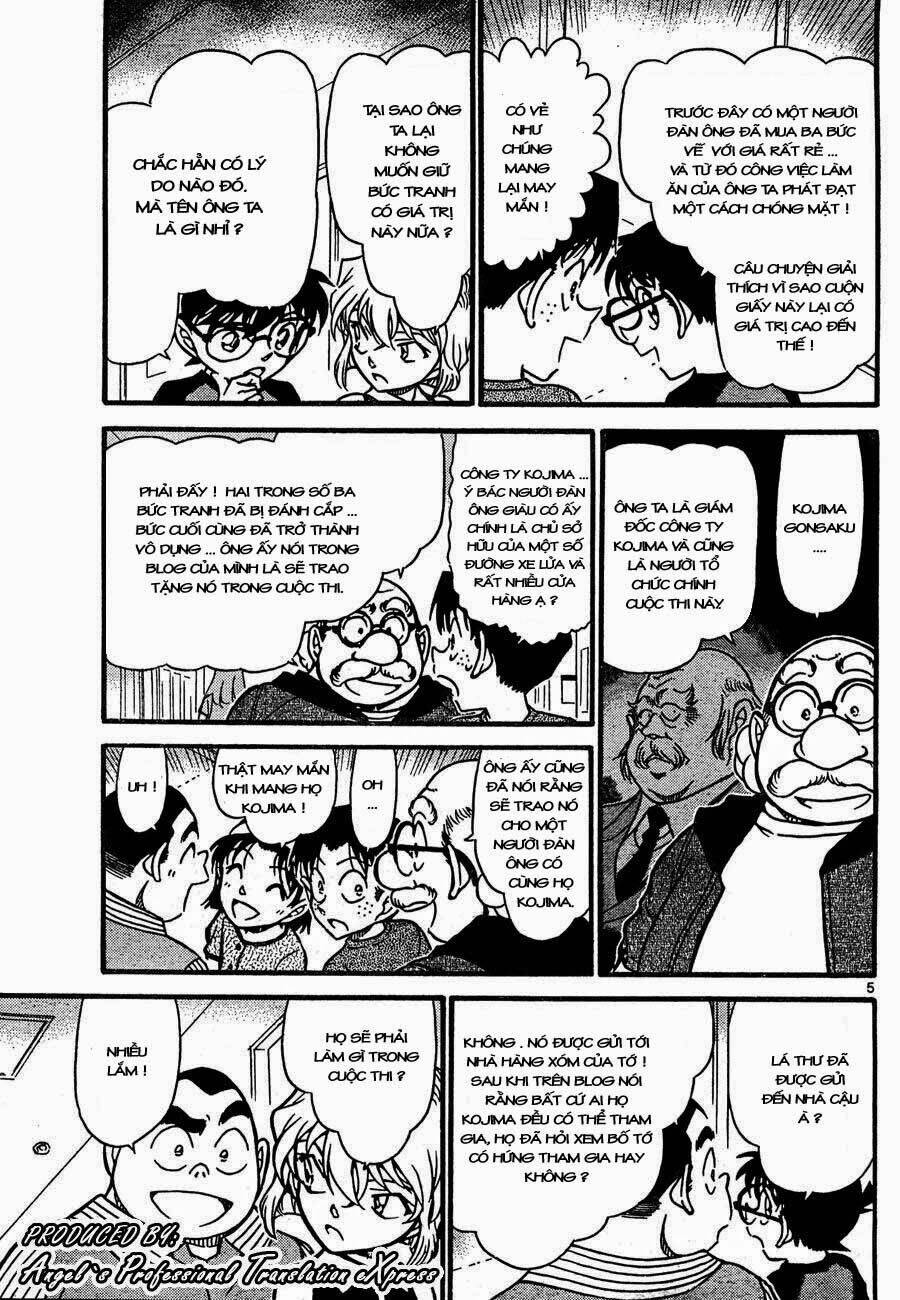 TRƯỚC ĐÂY CÓ MỘT NGƯỜI
ĐÀN ÔNG ĐÃ MUA BA BỨC
VẼ VỚI GIÁ RẤT RẺ ...
VÀ TỪ ĐÓ CÔNG VIỆC LÀM
ĂN CỦA ÔNG TA PHÁT ĐẠT
MỘT CÁCH CHÓNG MẶT !
CÂU CHUYỆN GIẢI
THÍCH VÌ SAO CUỘN
GIẤY NÀY LẠI CÓ
GIÁ TRỊ CAO ĐẾN
THẾ !
CÓ VẺ
NHƯ
CHÚNG
MANG
LẠI MAY
MẮN !
TẠI SAO ÔNG
TA LẠI
KHÔNG
MUỐN GIỮ
BỨC TRANH
CÓ GIÁ TRỊ
NÀY NỮA ?
CHẮC HẲN CÓ LÝ
DO NÀO ĐÓ.
MÀ TÊN ÔNG TA
LÀ GÌ NHỈ ?
KOJIMA
GONGAKU
....
ÔNG TA LÀ GIÁM
ĐỐC CÔNG TY
KOJIMA VÀ CŨNG
LÀ NGƯỜI TỔ
CHỨC CHÍNH
CUỘC THI NÀY.
CÔNG TY KOJIMA ...
Ý BÁC NGƯỜI ĐÀN
ÔNG GIÀU CÓ ẤY
CHÍNH LÀ CHỦ SỞ
HỮU CỦA MỘT SỐ
ĐƯỜNG XE LỬA VÀ
RẤT NHIỀU CỬA
HÀNG Ạ ?
PHẢI ĐẤY ! HAI TRONG SỐ BA
BỨC TRANH ĐÃ BỊ ĐÁNH CẮP ...
BỨC CUỐI CÙNG ĐÃ TRỞ THÀNH
VÔ DỤNG ... ÔNG ẤY NÓI TRONG
BLOG CỦA MÌNH LÀ SẼ TRAO
TẶNG NÓ TRONG CUỘC THI.
ÔNG ẤY CŨNG
ĐÃ NÓI RẰNG
SẼ TRAO NÓ
CHO MỘT
NGƯỜI ĐÀN
ÔNG CÓ
CÙNG HỌ
KOJIMA.
OH
...
THẬT MAY MẮN
KHI MANG HỌ
KOJIMA !
UH !
5
LÁ THƯ ĐÃ
ĐƯỢC GỬI
ĐẾN NHÀ CẬU
À ?
KHÔNG . NÓ ĐƯỢC GỬI TỚI
NHÀ HÀNG XÓM CỦA TỚ !
SAU KHI TRÊN BLOG NÓI
RẰNG BẤT CỨ AI HỌ
KOJIMA ĐỀU CÓ THỂ THAM
GIA, HỌ ĐÃ HỎI XEM BỐ TỚ
CÓ HỨNG THAM GIA HAY
KHÔNG ?
HỌ SẼ PHẢI
LÀM GÌ TRONG
CUỘC THI ?
NHIỀU
LẮM !
PRODUCED BY:
Angel`s Professional Translation eXpress